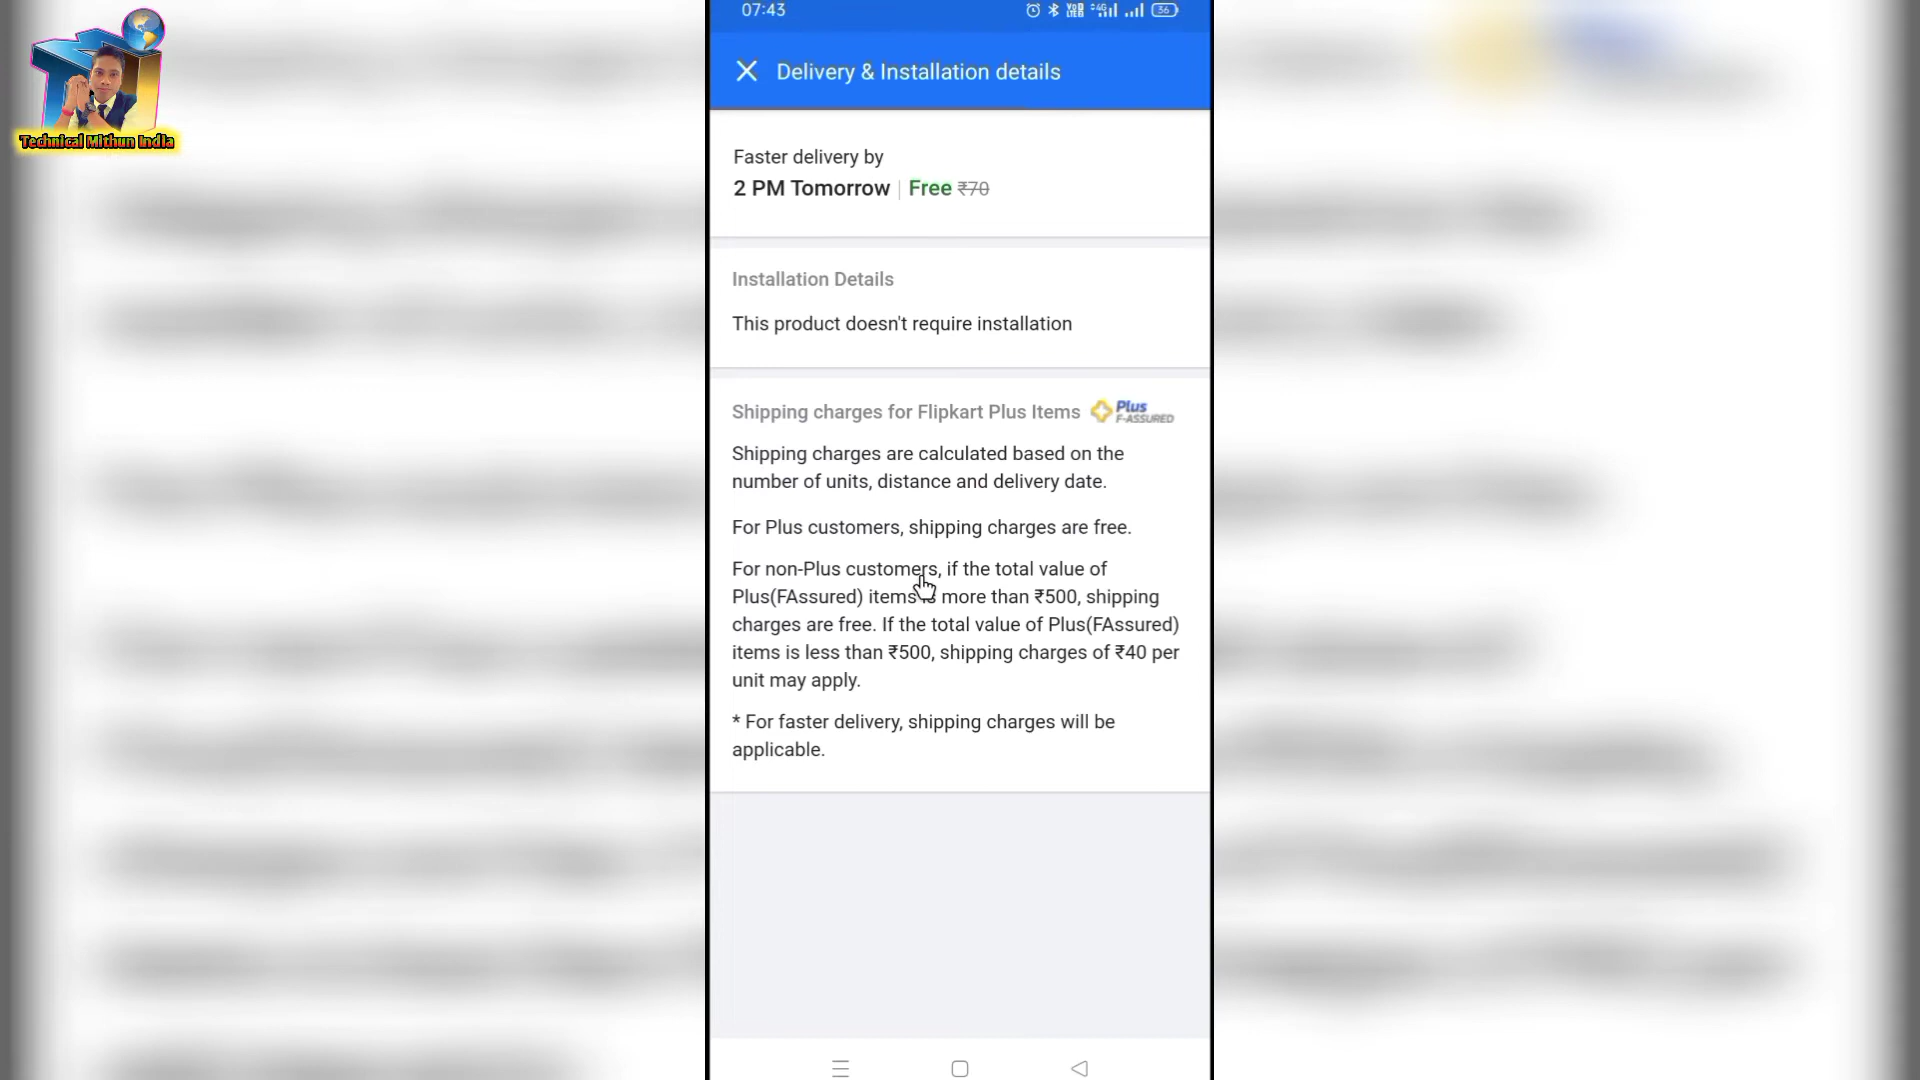 Technical Mithun India
07:43
36
Delivery & Installation details
Faster delivery by
2 PM Tomorrow | Free ₹70
Installation Details
This product doesn't require installation
Shipping charges for Flipkart Plus Items
Plus
F-ASSURED
Shipping charges are calculated based on the
number of units, distance and delivery date.
For Plus customers, shipping charges are free.
For non-Plus customers, if the total value of
Plus(FAssured) items is more than ₹500, shipping
charges are free. If the total value of Plus(FAssured)
items is less than ₹500, shipping charges of ₹40 per
unit may apply.
* For faster delivery, shipping charges will be
applicable.